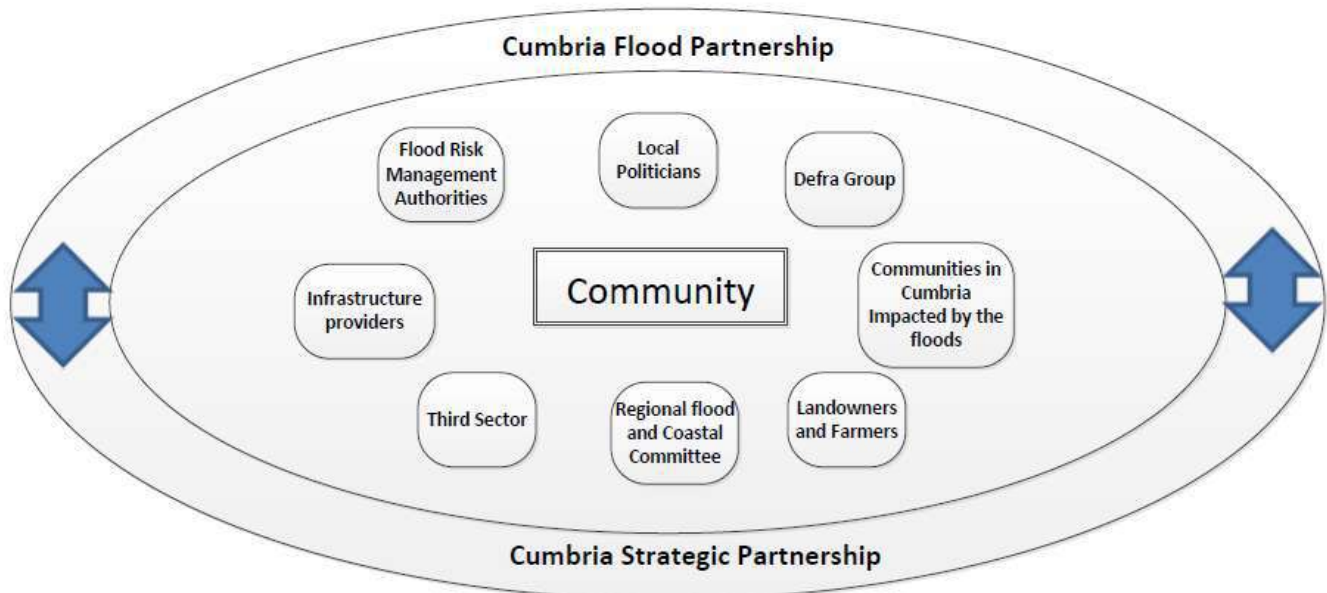 Cumbria Flood Partnership
Flood Risk
Management
Authorities
Local
Politicians
Defra Group
Infrastructure
providers
Community
Communities in
Cumbria
Impacted by the
floods
Third Sector
Regional flood
and Coastal
Committee
Landowners
and Farmers
Cumbria Strategic Partnership